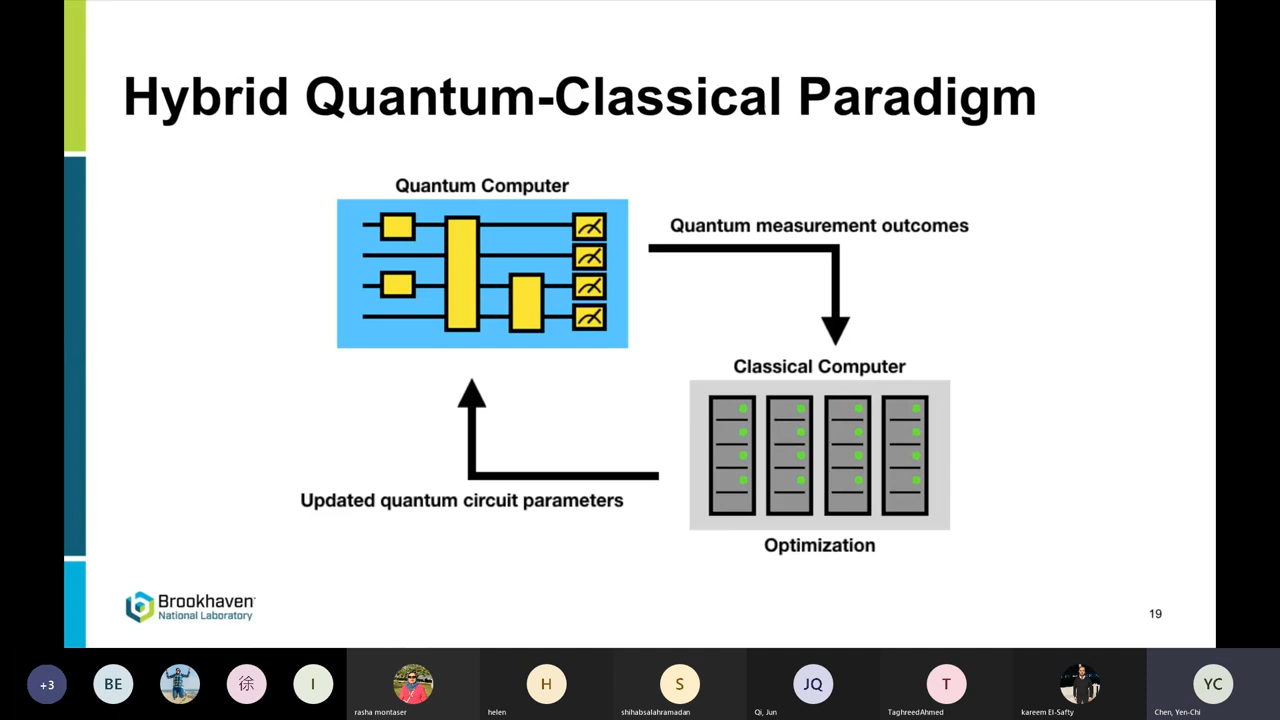 Hybrid Quantum-Classical Paradigm
Quantum Computer
Quantum measurement outcomes
Classical Computer
Updated quantum circuit parameters
Optimization
Brookhaven
National Laboratory
19
+3
BE
徐
I
H
S
JQ
T
YC
rasha montaser
helen
shihabsalahramadan
Qi, Jun
TaghreedAhmed
kareem El-Safty
Chen, Yen-Chi